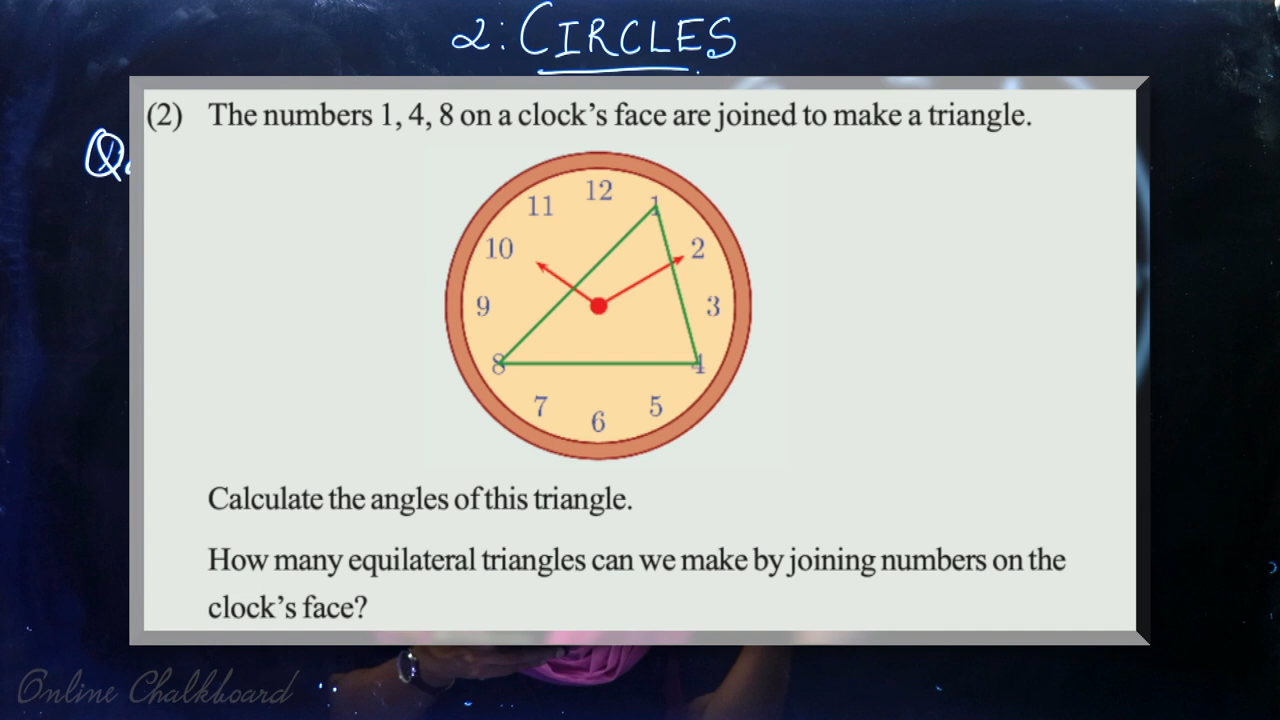 2: CIRCLES
Q
(2) The numbers 1, 4, 8 on a clock’s face are joined to make a triangle.
12
11
1
10
2
9
3
8
4
7
5
6
Calculate the angles of this triangle.
How many equilateral triangles can we make by joining numbers on the
clock’s face?
Online Chalkboard